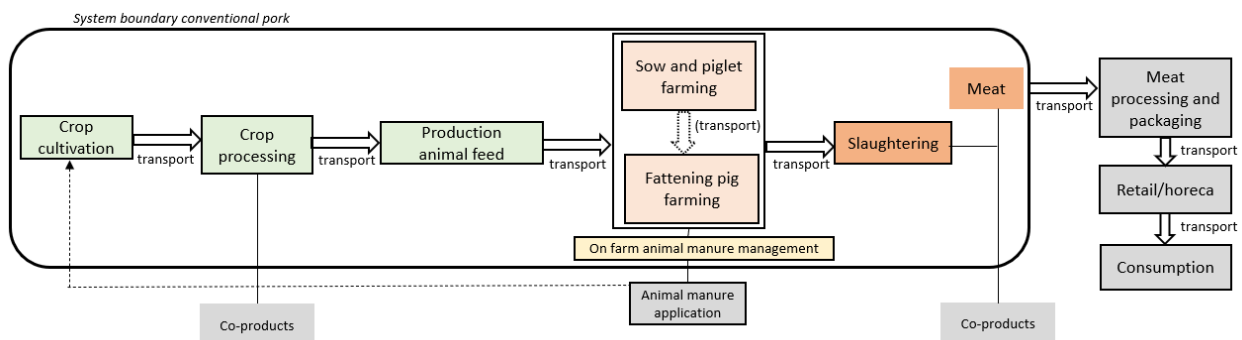 System boundary conventional pork
Crop
cultivation
transport
Crop
processing
transport
Production
animal feed
transport
Sow and piglet
farming
(transport)
Fattening pig
farming
On farm animal manure management
Animal manure
application
transport
Slaughtering
Meat
transport
Meat
processing and
packaging
transport
Retail/horeca
transport
Consumption
Co-products
Co-products